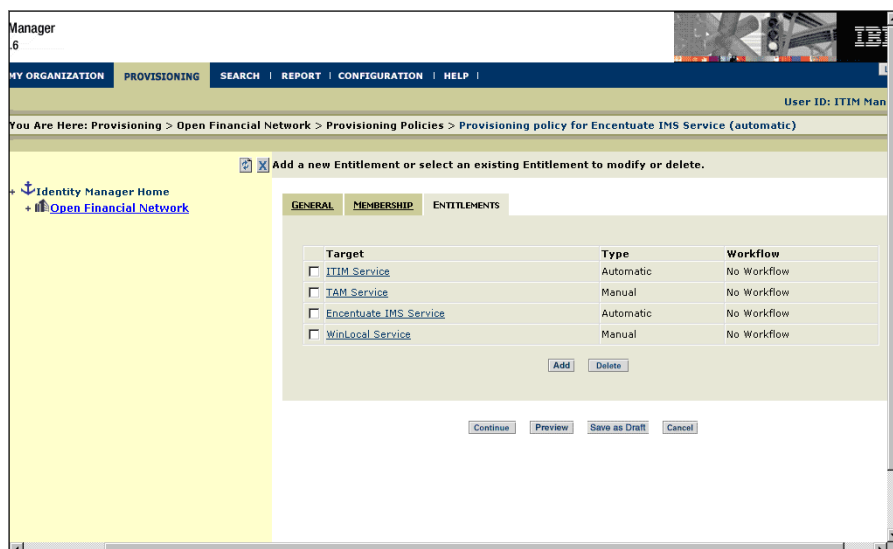 Manager
.6
IB
MY ORGANIZATION PROVISIONING SEARCH | REPORT | CONFIGURATION | HELP |
User ID: ITIM Man
You Are Here: Provisioning > Open Financial Network > Provisioning Policies > Provisioning policy for Encentuate IMS Service (automatic)
Add a new Entitlement or select an existing Entitlement to modify or delete.
+ Identity Manager Home
+ Open Financial Network
GENERAL MEMBERSHIP ENTITLEMENTS
Target Type Workflow
ITIM Service Automatic No Workflow
TAM Service Manual No Workflow
Encentuate IMS Service Automatic No Workflow
WinLocal Service Manual No Workflow
Add Delete
Continue Preview Save as Draft Cancel